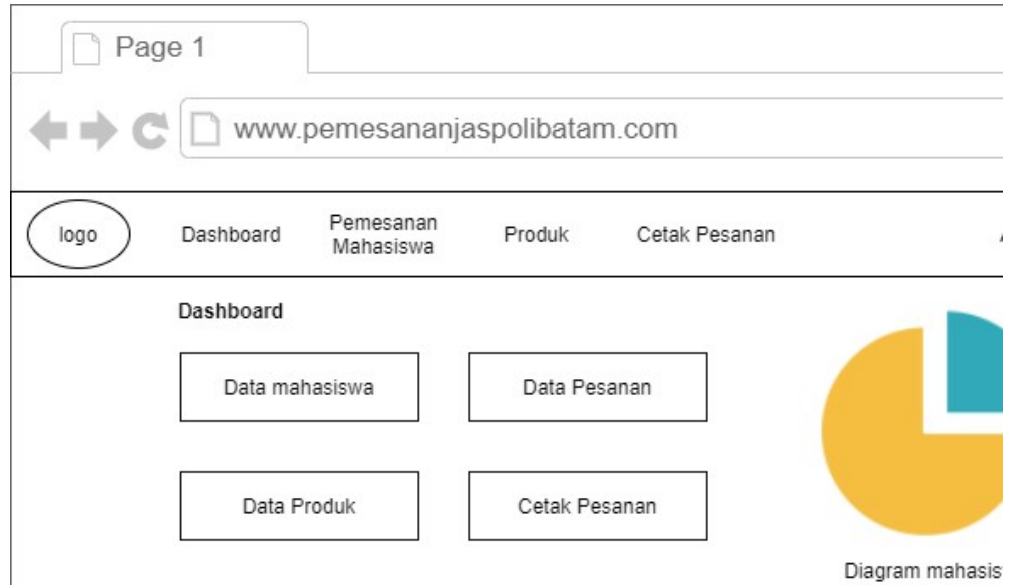 Page 1
www.pemesananjaspolibatam.com
logo
Dashboard
Pemesanan
Mahasiswa
Produk
Cetak Pesanan
Dashboard
Data mahasiswa
Data Pesanan
Data Produk
Cetak Pesanan
Diagram